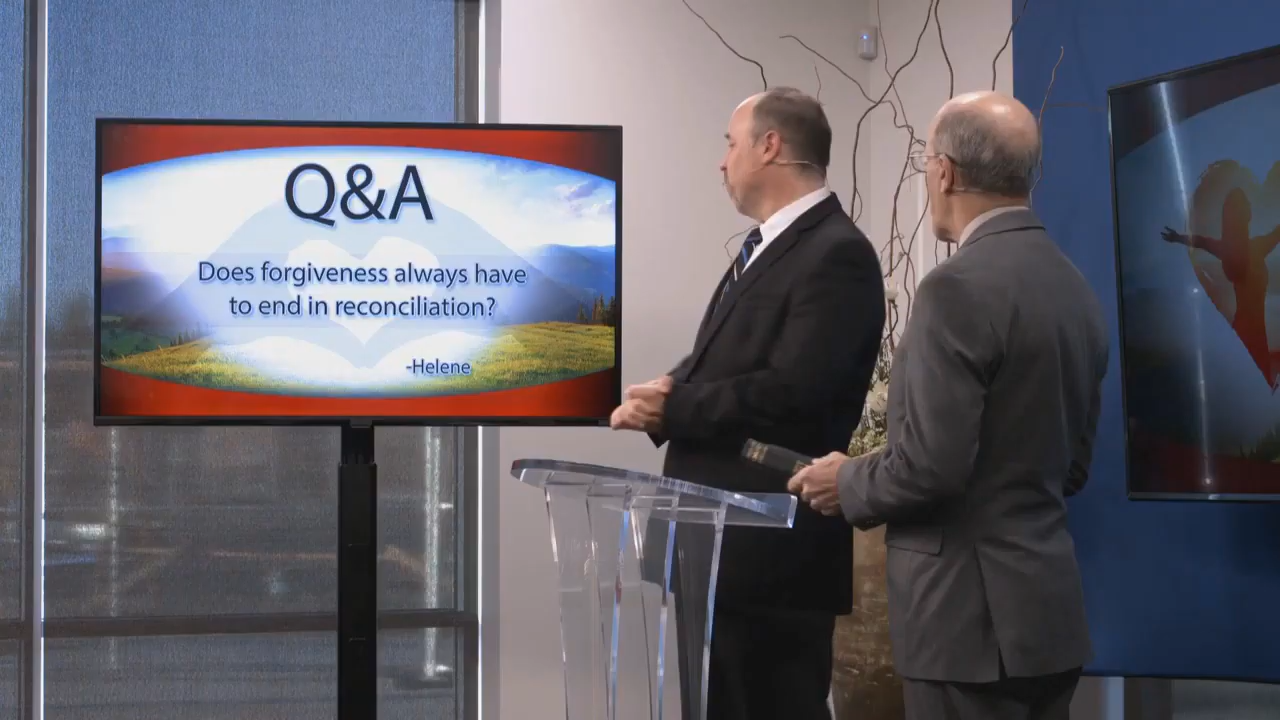 Q&A
Does forgiveness always have
to end in reconciliation?
-Helene